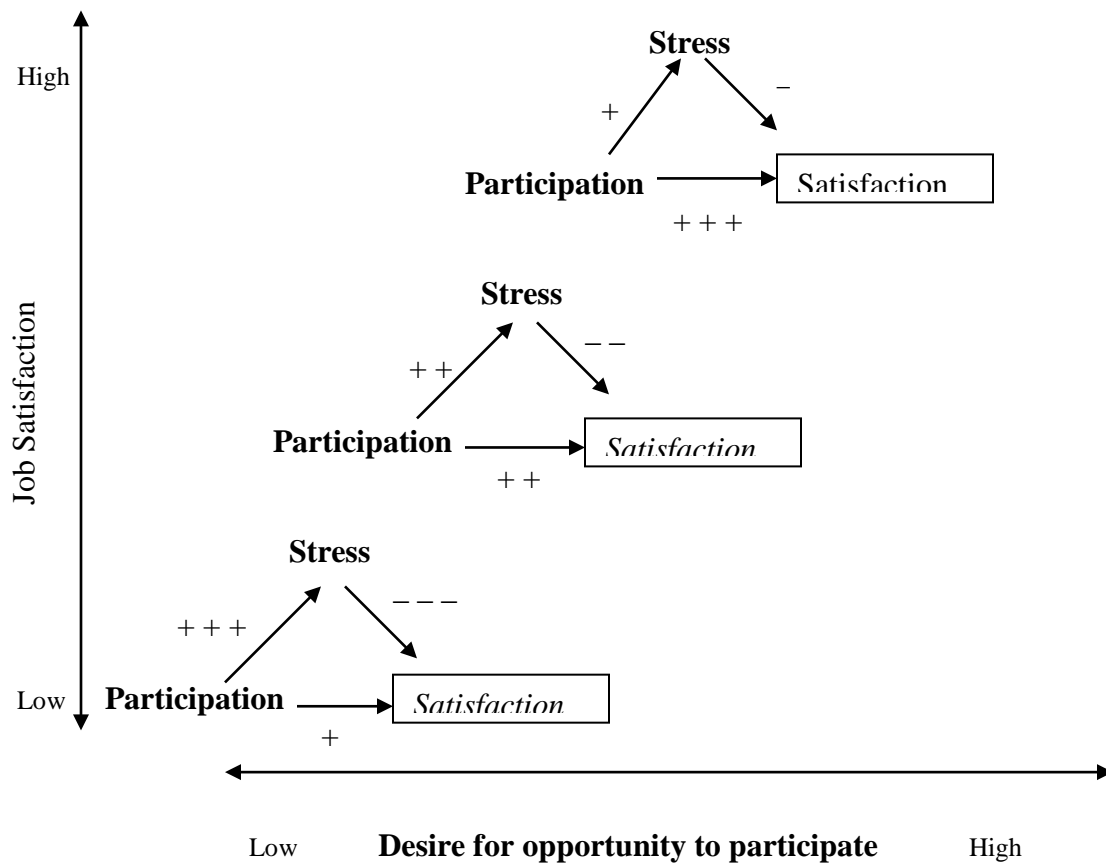 Stress
High
+
−
Participation
Satisfaction
+ + +
Stress
+ +
− −
Participation
Satisfaction
+ +
Job Satisfaction
Stress
+ + +
− − −
Low
Participation
Satisfaction
+
Low
Desire for opportunity to participate
High